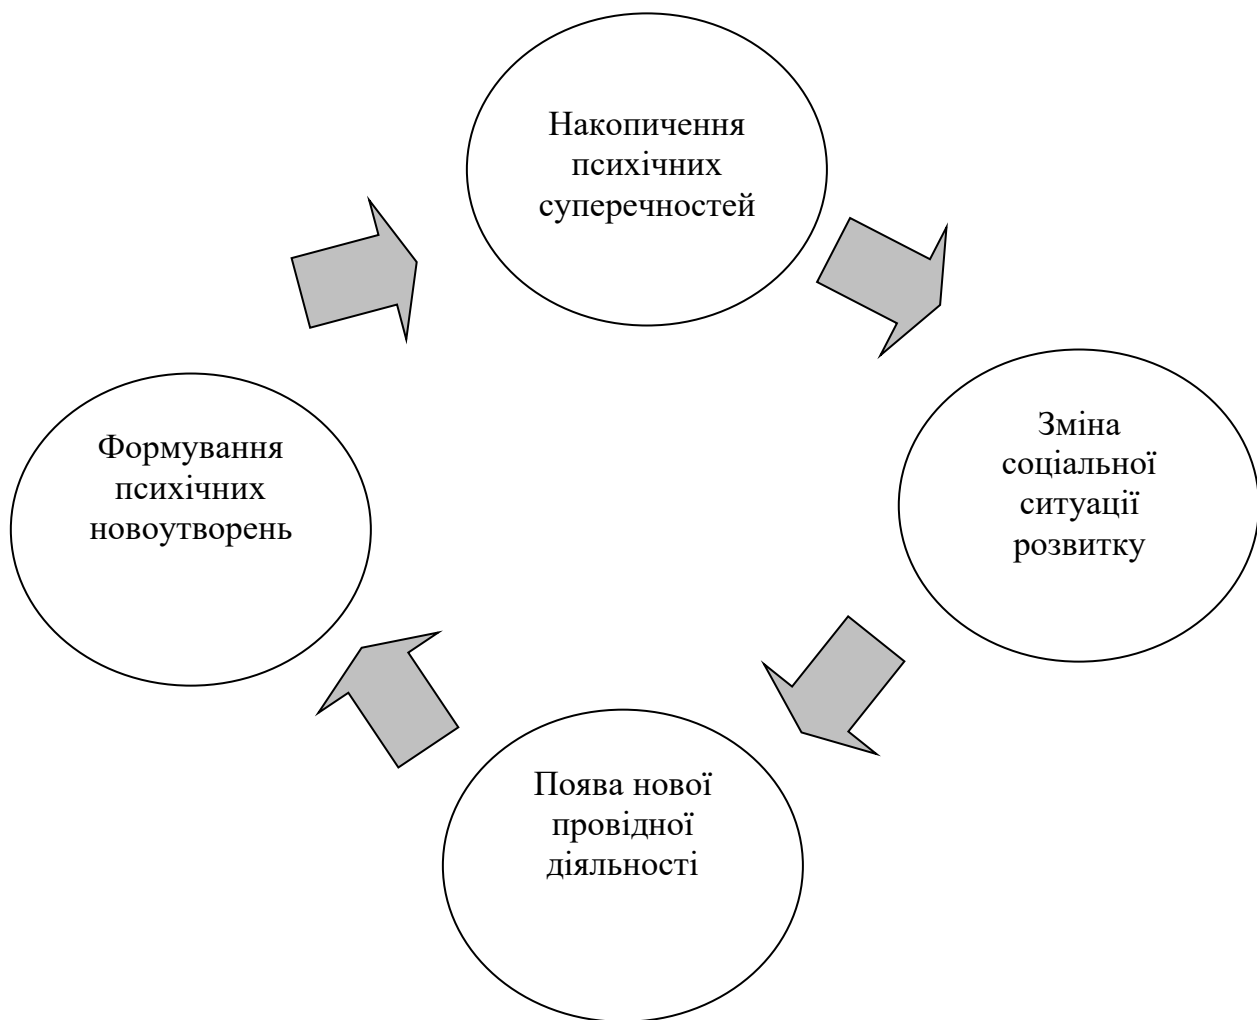 Накопичення
психічних
суперечностей
Зміна
соціальної
ситуації
розвитку
Поява нової
провідної
діяльності
Формування
психічних
новоутворень